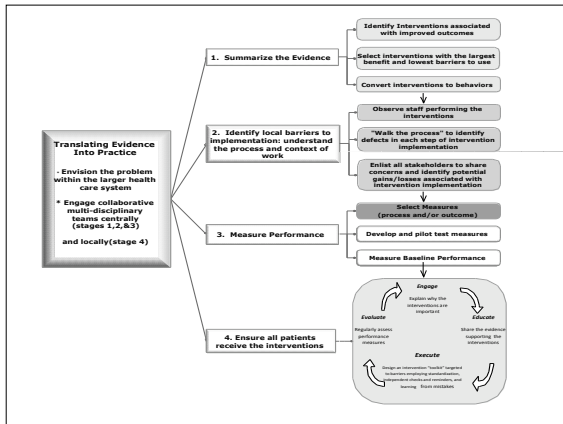 Translating Evidence
Into Practice
- Envision the problem
within the larger health
care system
* Engage collaborative
multi-disciplinary
teams centrally
(stages 1,2,&3)
and locally(stage 4)
1. Summarize the Evidence
Identify Interventions associated
with improved outcomes
Select interventions with the largest
benefit and lowest barriers to use
Convert interventions to behaviors
2. Identify local barriers to
implementation: understand
the process and context of
work
Observe staff performing the
interventions
"Walk the process" to identify
defects in each step of intervention
implementation
Enlist all stakeholders to share
concerns and identify potential
gains/losses associated with
intervention implementation
3. Measure Performance
Select Measures
(process and/or outcome)
Develop and pilot test measures
Measure Baseline Performance
4. Ensure all patients
receive the interventions
Engage
Explain why the
interventions are
important
Educate
Share the evidence
supporting the
interventions
Execute
Design an intervention "toolkit" targeted
to barriers employing standardization,
independent checks and reminders, and
learning from mistakes
Evaluate
Regularly assess
performance
measures